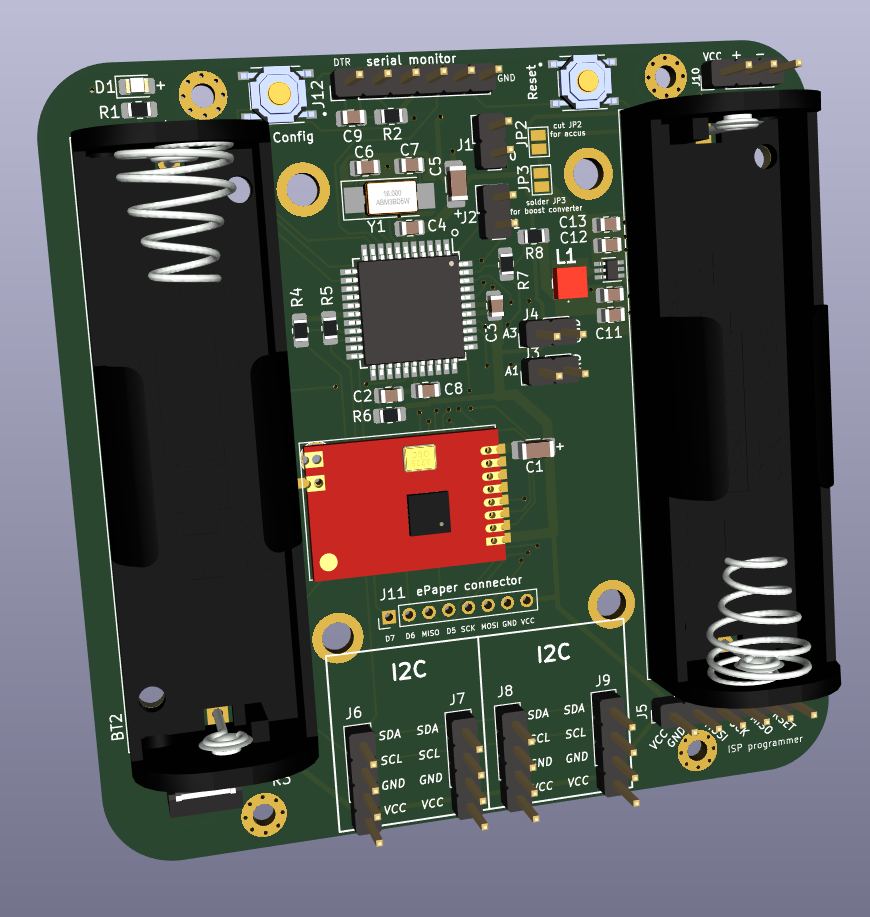 DTR
serial monitor
GND
Reset
VCC + -
J10
D1 +
R1
Config
J12
C9
R2
J1
JP2
cut JP2
for accus
C6
C7
C5
JP3
solder JP3
for boost converter
16.000
Y1
C4
+
J2
C13
C12
R8
L1
R7
R4
R5
C3
J4
A3
C11
J3
A1
C2
C8
R6
C1 +
J11 ePaper connector
D7 D6 MISO D5 SCK MOSI GND VCC
I2C
I2C
J6
J7
J8
J9
J5
SDA SDA SDA SDA
SCL SCL SCL SCL
GND GND GND GND
VCC VCC VCC VCC
VCC
GND
ISP programmer
BT2
R3